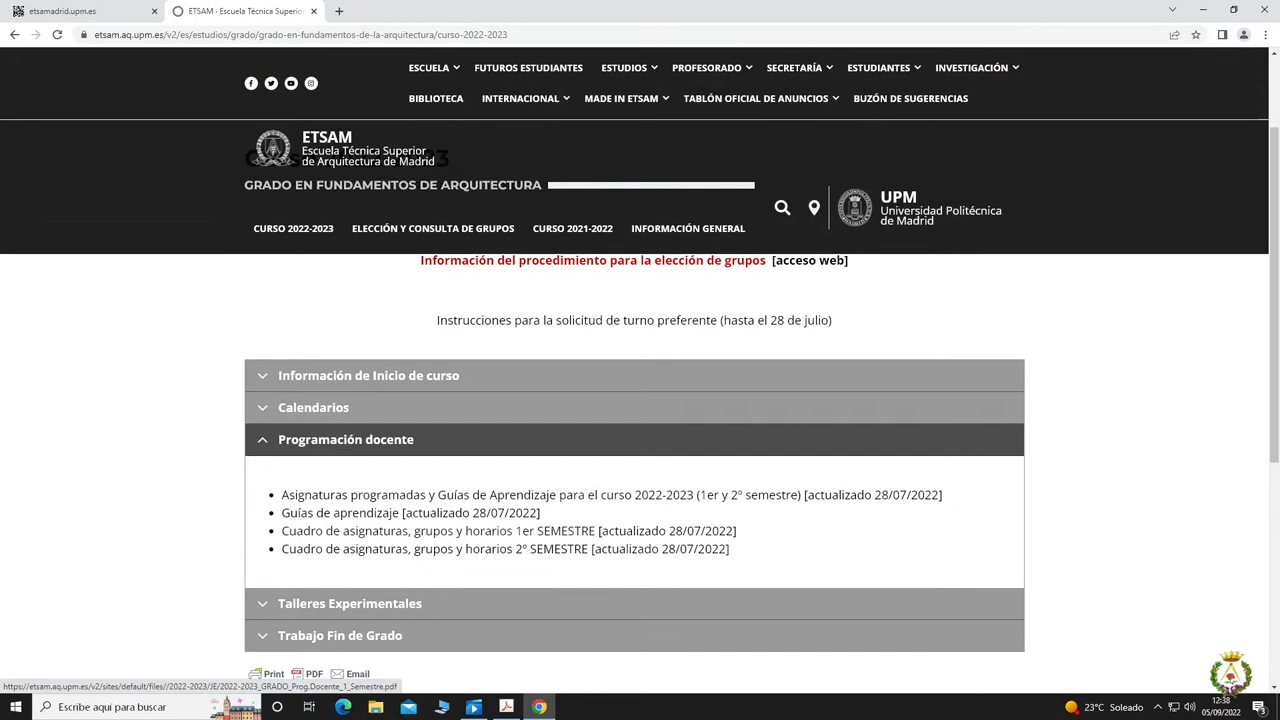 etsamadrid.upm.es
ETSAM - Escuela Técnica Superior
etsam.aq.upm.es/v2/es/estudios/grado/grado-en-fundamentos-de-la-arquitectura/curso-2022-2023
ESCUELA FUTUROS ESTUDIANTES ESTUDIOS PROFESORADO SECRETARÍA ESTUDIANTES INVESTIGACIÓN
BIBLIOTECA INTERNACIONAL MADE IN ETSAM TABLÓN OFICIAL DE ANUNCIOS BUZÓN DE SUGERENCIAS
ETSAM
Escuela Técnica Superior
de Arquitectura de Madrid
GRADO EN FUNDAMENTOS DE ARQUITECTURA
UPM
Universidad Politécnica
de Madrid
CURSO 2022-2023 ELECCIÓN Y CONSULTA DE GRUPOS CURSO 2021-2022 INFORMACIÓN GENERAL
Información del procedimiento para la elección de grupos [acceso web]
Instrucciones para la solicitud de turno preferente (hasta el 28 de julio)
Información de Inicio de curso
Calendarios
Programación docente
Asignaturas programadas y Guías de Aprendizaje para el curso 2022-2023 (1er y 2º semestre) [actualizado 28/07/2022]
Guías de aprendizaje [actualizado 28/07/2022]
Cuadro de asignaturas, grupos y horarios 1er SEMESTRE [actualizado 28/07/2022]
Cuadro de asignaturas, grupos y horarios 2º SEMESTRE [actualizado 28/07/2022]
Talleres Experimentales
Trabajo Fin de Grado
Print PDF Email
https://etsam.aq.upm.es/v2/sites/default/files//2022-2023/JE/2022-2023_GRADO_Prog.Docente_1_Semestre.pdf
Escribe aquí para buscar
23°C Soleado
12:38
05/09/2022
3